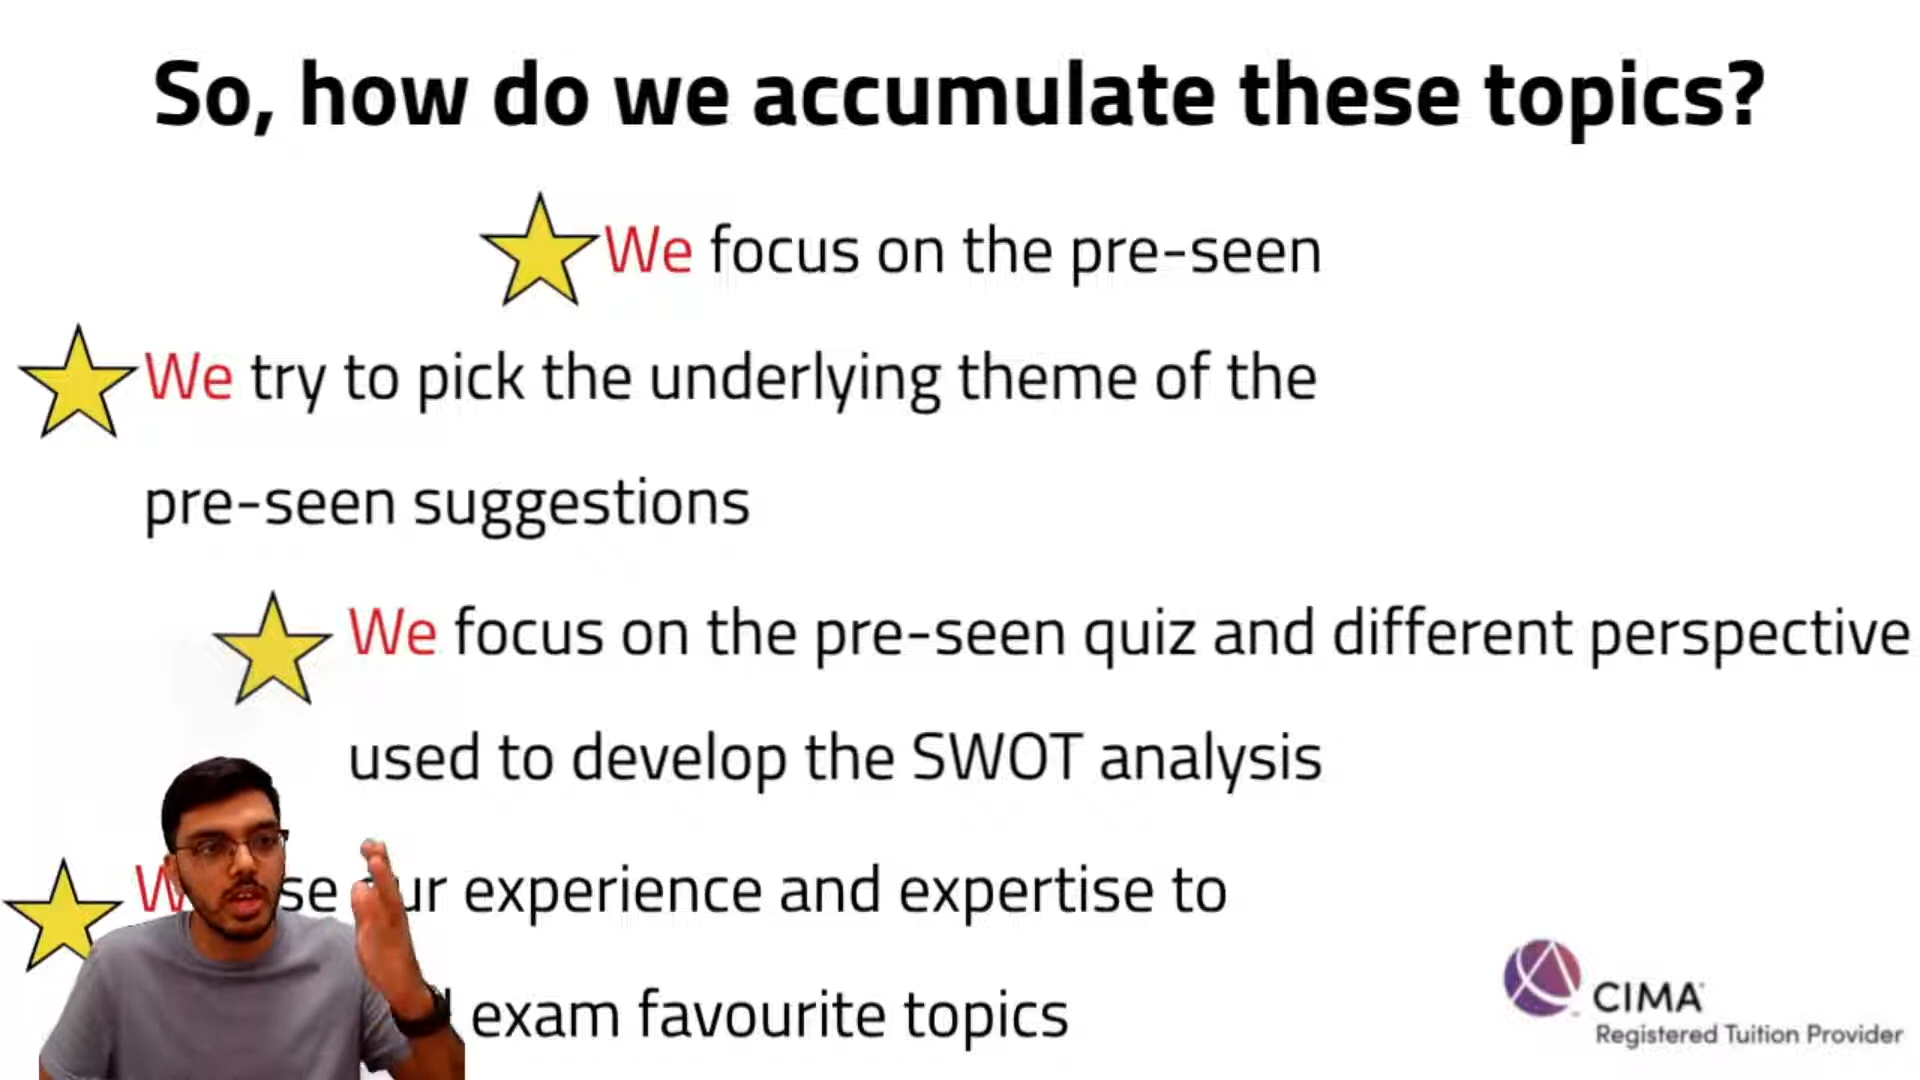 So, how do we accumulate these topics?
We focus on the pre-seen
We try to pick the underlying theme of the
pre-seen suggestions
We focus on the pre-seen quiz and different perspective
used to develop the SWOT analysis
experience and expertise to
exam favourite topics
CIMA
Registered Tuition Provider